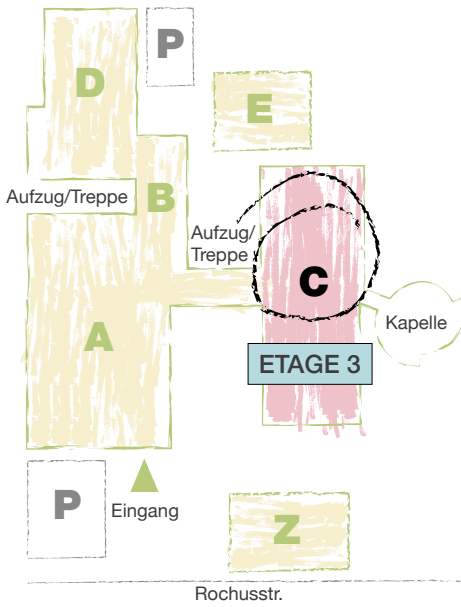 P
D
E
Aufzug/Treppe
B
Aufzug/
Treppe
C
Kapelle
A
ETAGE 3
P
Eingang
Z
Rochusstr.